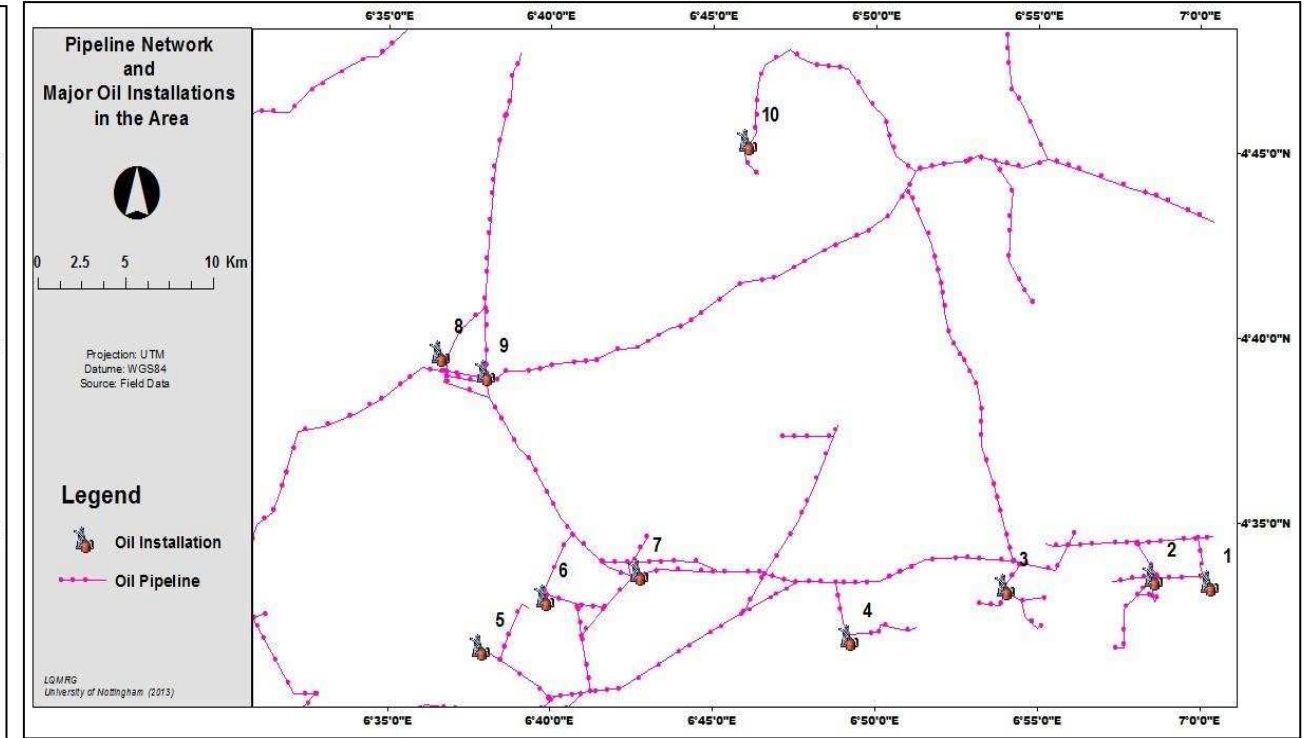 Pipeline Network
and
Major Oil Installations
in the Area
0 2.5 5 10 Km
Projection: UTM
Datume: WGS84
Source: Field Data
Legend
Oil Installation
Oil Pipeline
LQMRG
University of Nottingham (2013)
6°35'0"E 6°40'0"E 6°45'0"E 6°50'0"E 6°55'0"E 7°0'0"E
10
4°45'0"N
8
9
4°40'0"N
4°35'0"N
7
3
2
1
6
5
4
6°35'0"E 6°40'0"E 6°45'0"E 6°50'0"E 6°55'0"E 7°0'0"E